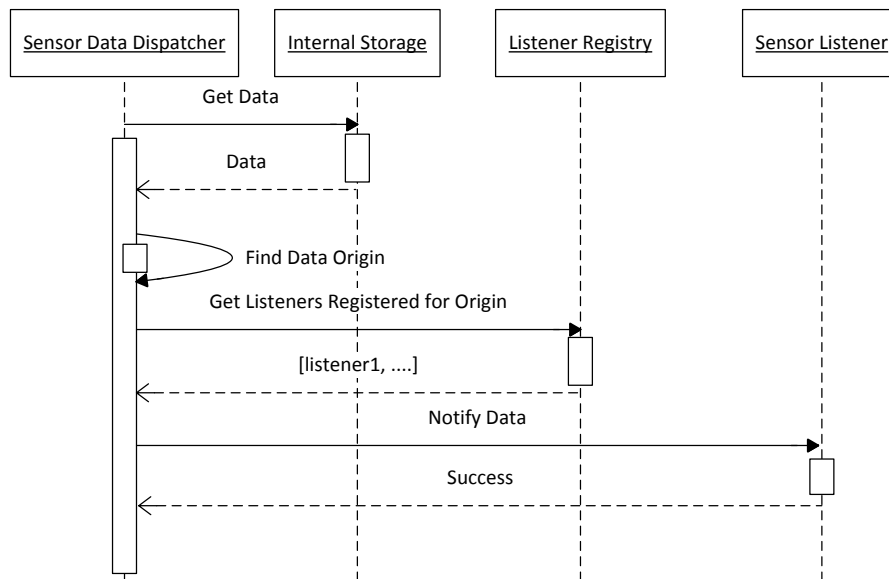 Sensor Data Dispatcher
Internal Storage
Listener Registry
Sensor Listener
Get Data
Data
Find Data Origin
Get Listeners Registered for Origin
[listener1, ....]
Notify Data
Success